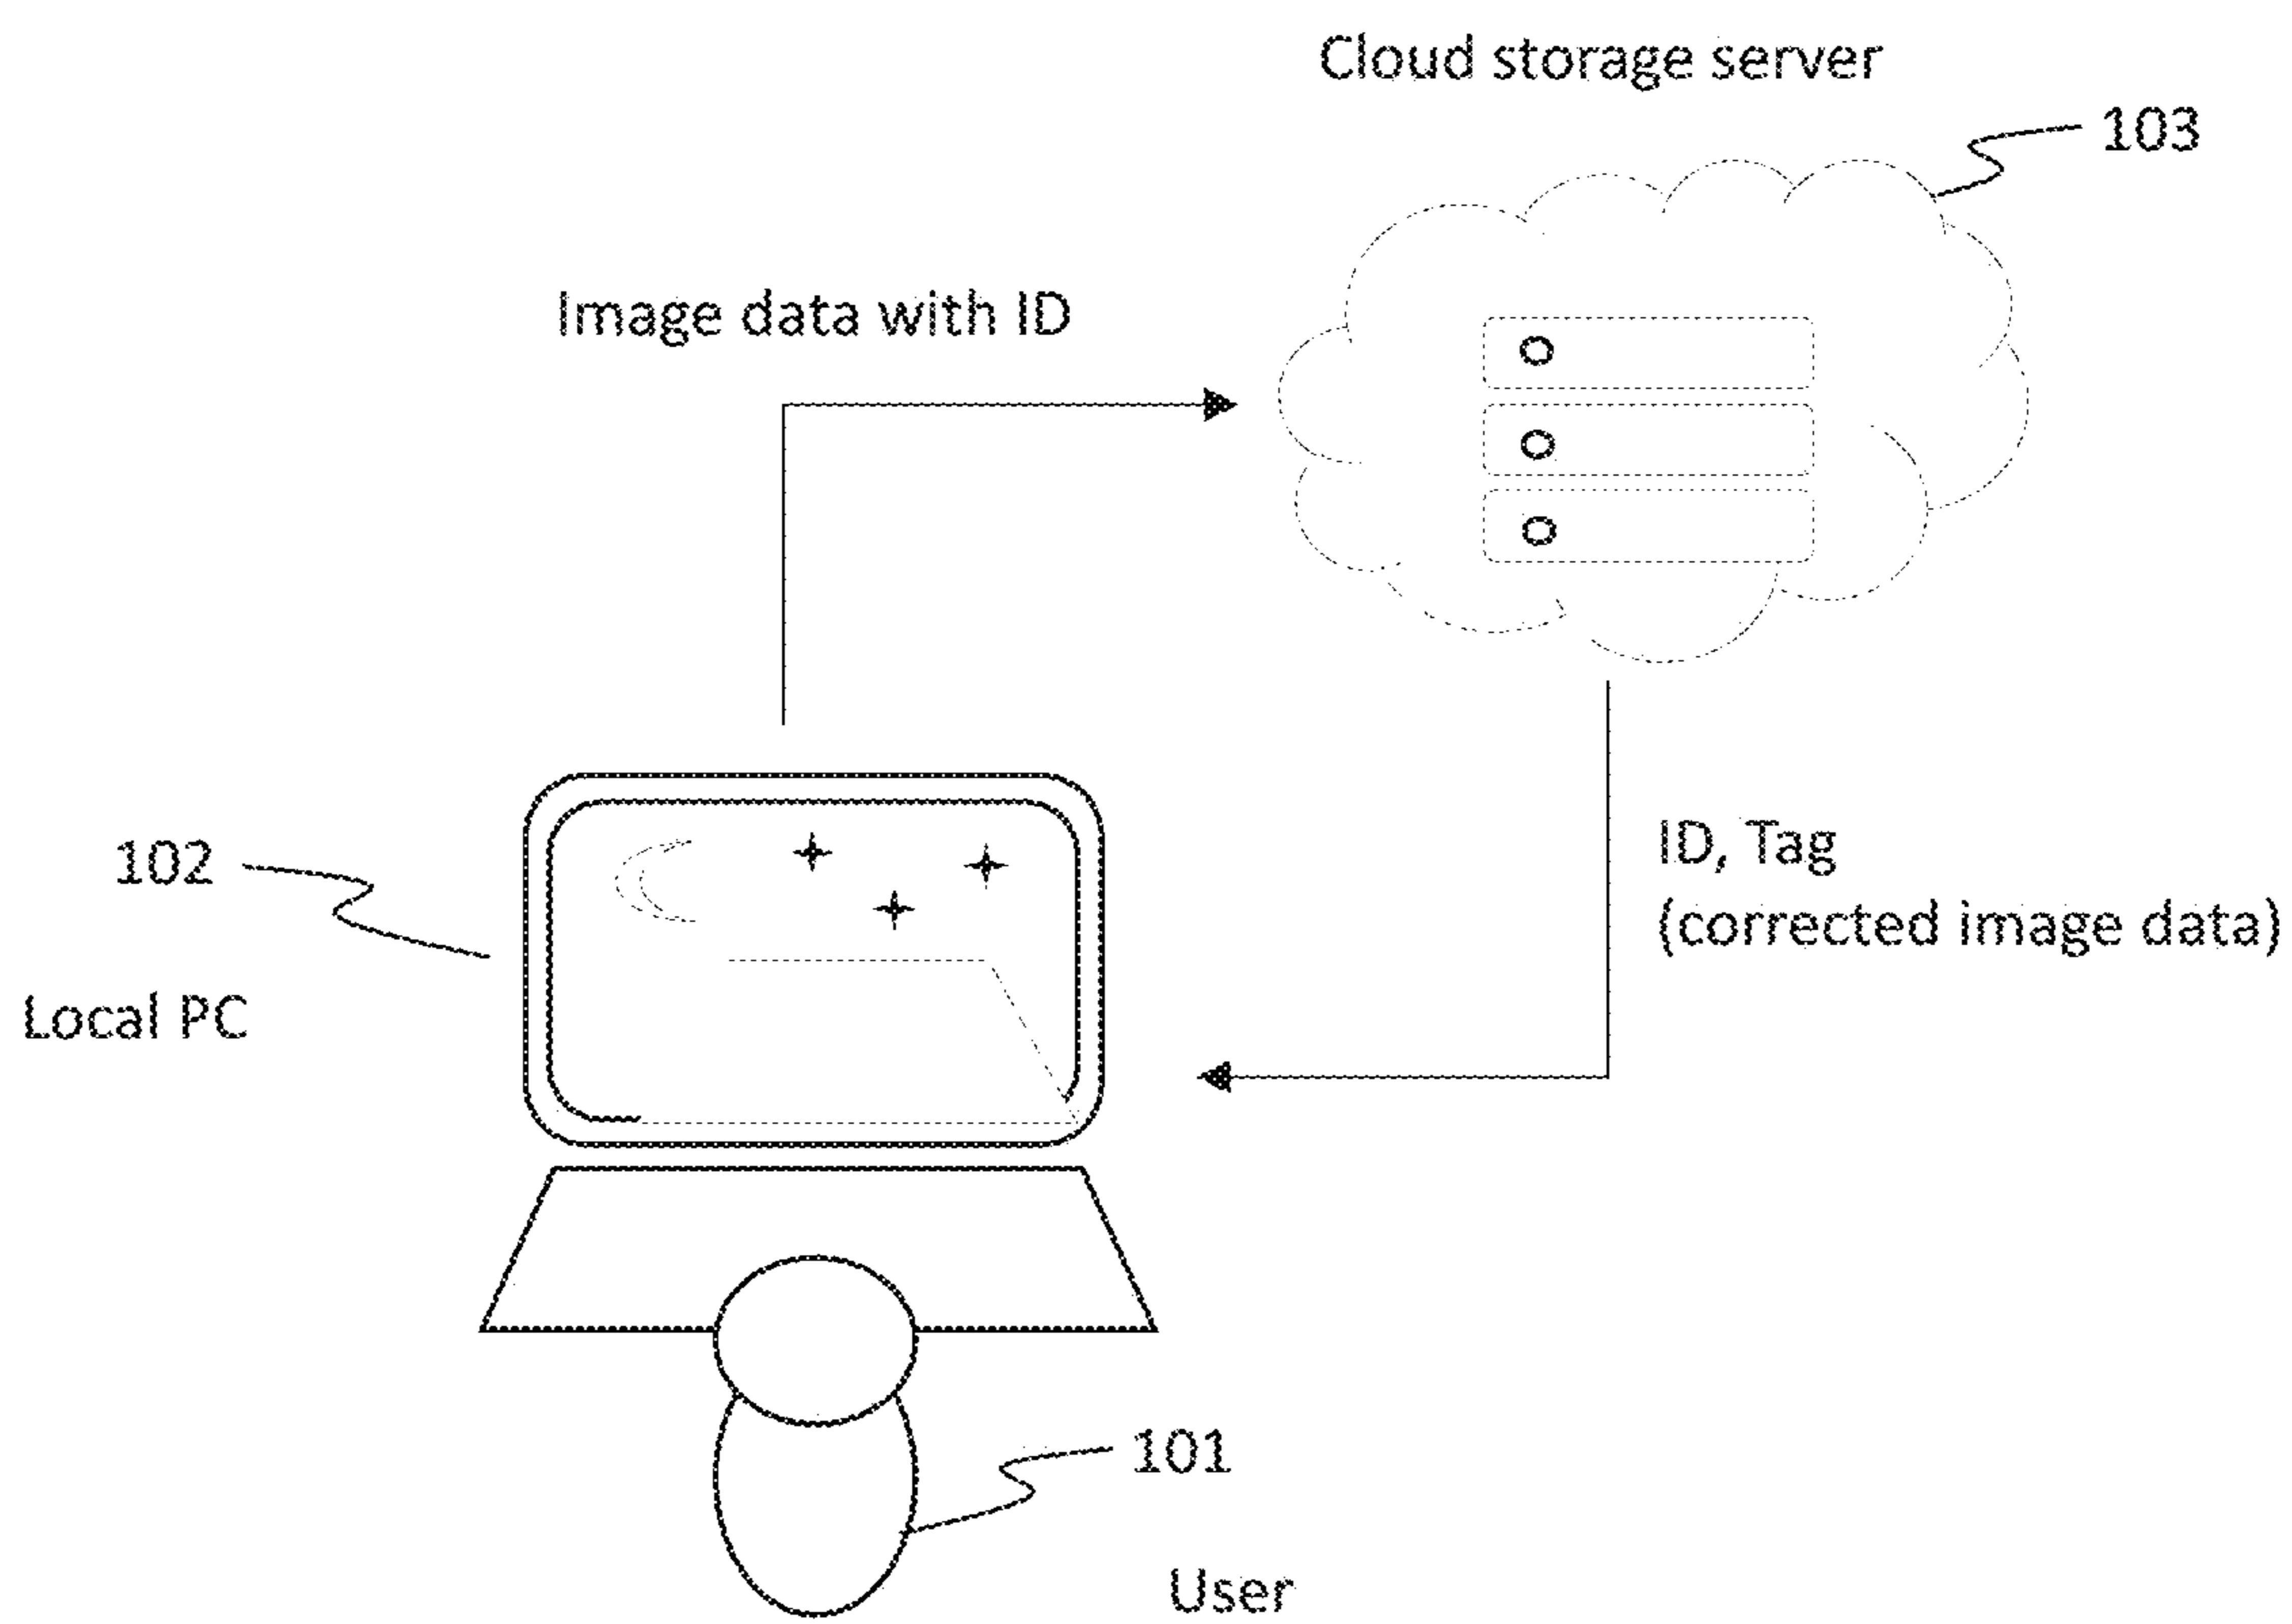 Cloud storage server
103
Image data with ID
102
ID, Tag
(corrected image data)
Local PC
101
User